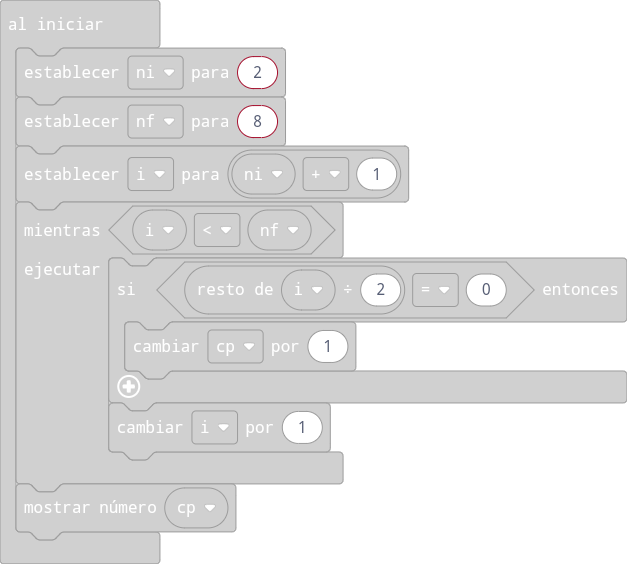 al iniciar
establecer ni para 2
establecer nf para 8
establecer i para ni + 1
mientras i < nf
ejecutar
si resto de i ÷ 2 = 0 entonces
cambiar cp por 1
cambiar i por 1
mostrar número cp